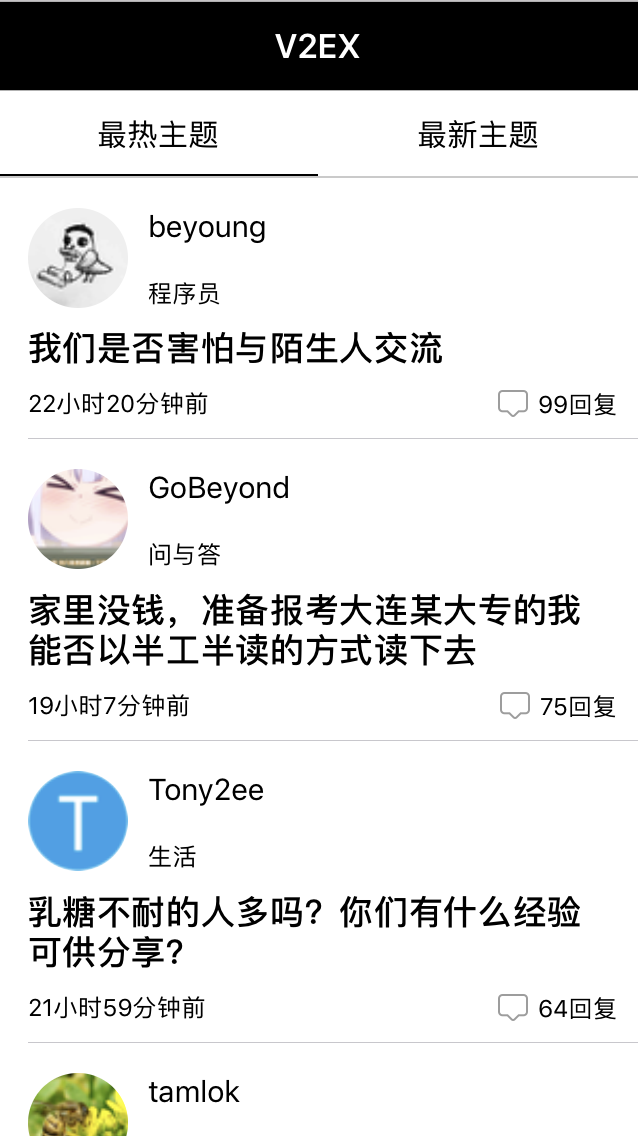 V2EX
最热主题 最新主题
beyoung
程序员
我们是否害怕与陌生人交流
22小时20分钟前 99回复
GoBeyond
问与答
家里没钱，准备报考大连某大专的我
能否以半工半读的方式读下去
19小时7分钟前 75回复
T
Tony2ee
生活
乳糖不耐的人多吗？你们有什么经验
可供分享？
21小时59分钟前 64回复
tamlok